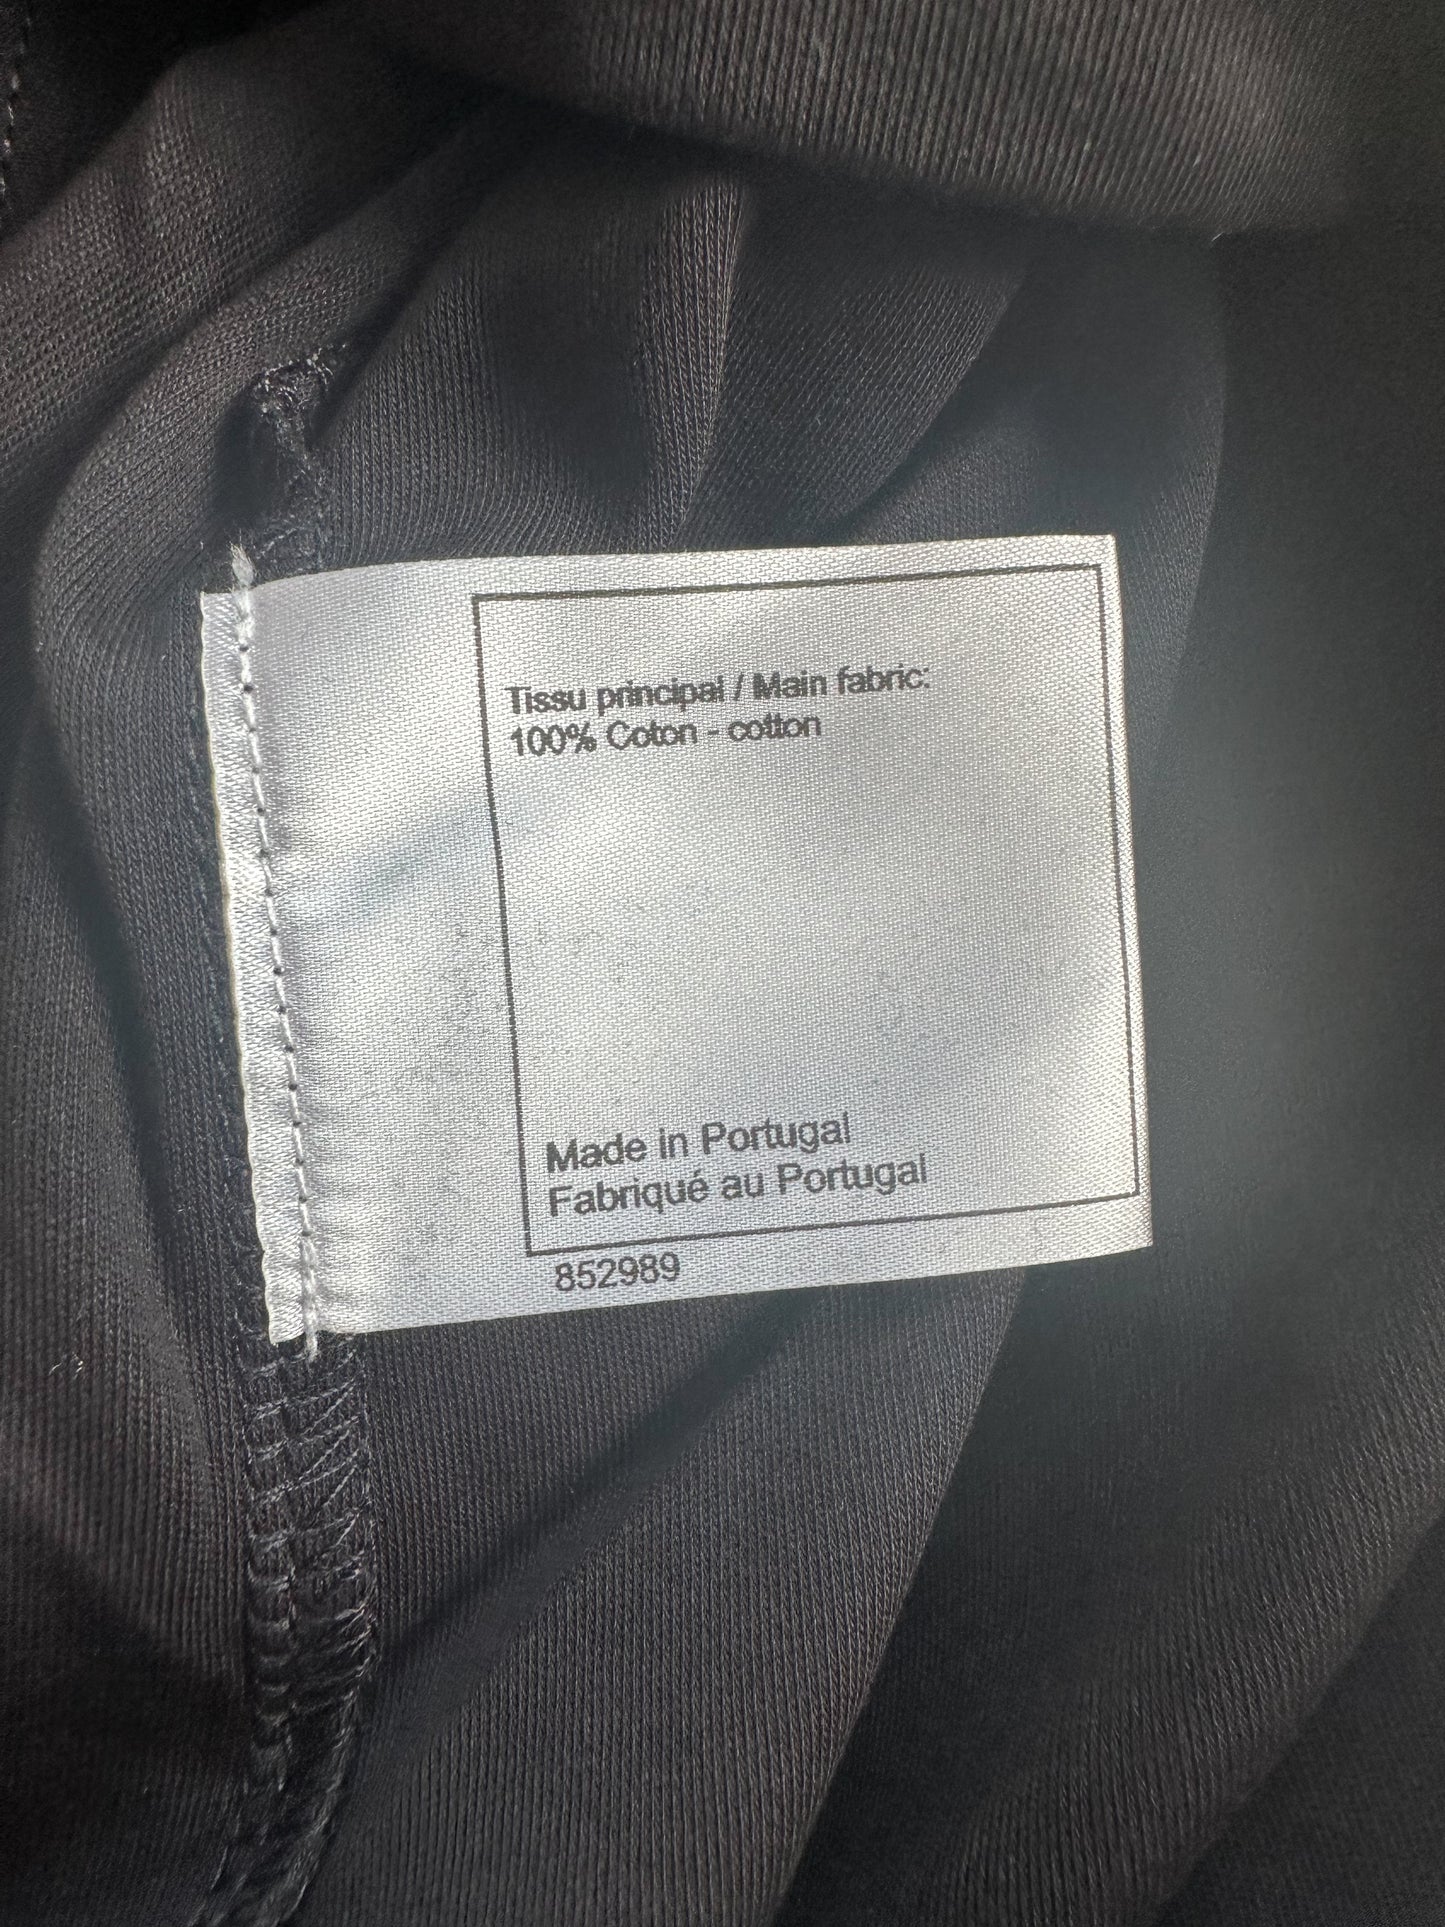 Tissu principal / Main fabric:
100% Coton - cotton
Made in Portugal
Fabriqué au Portugal
852989